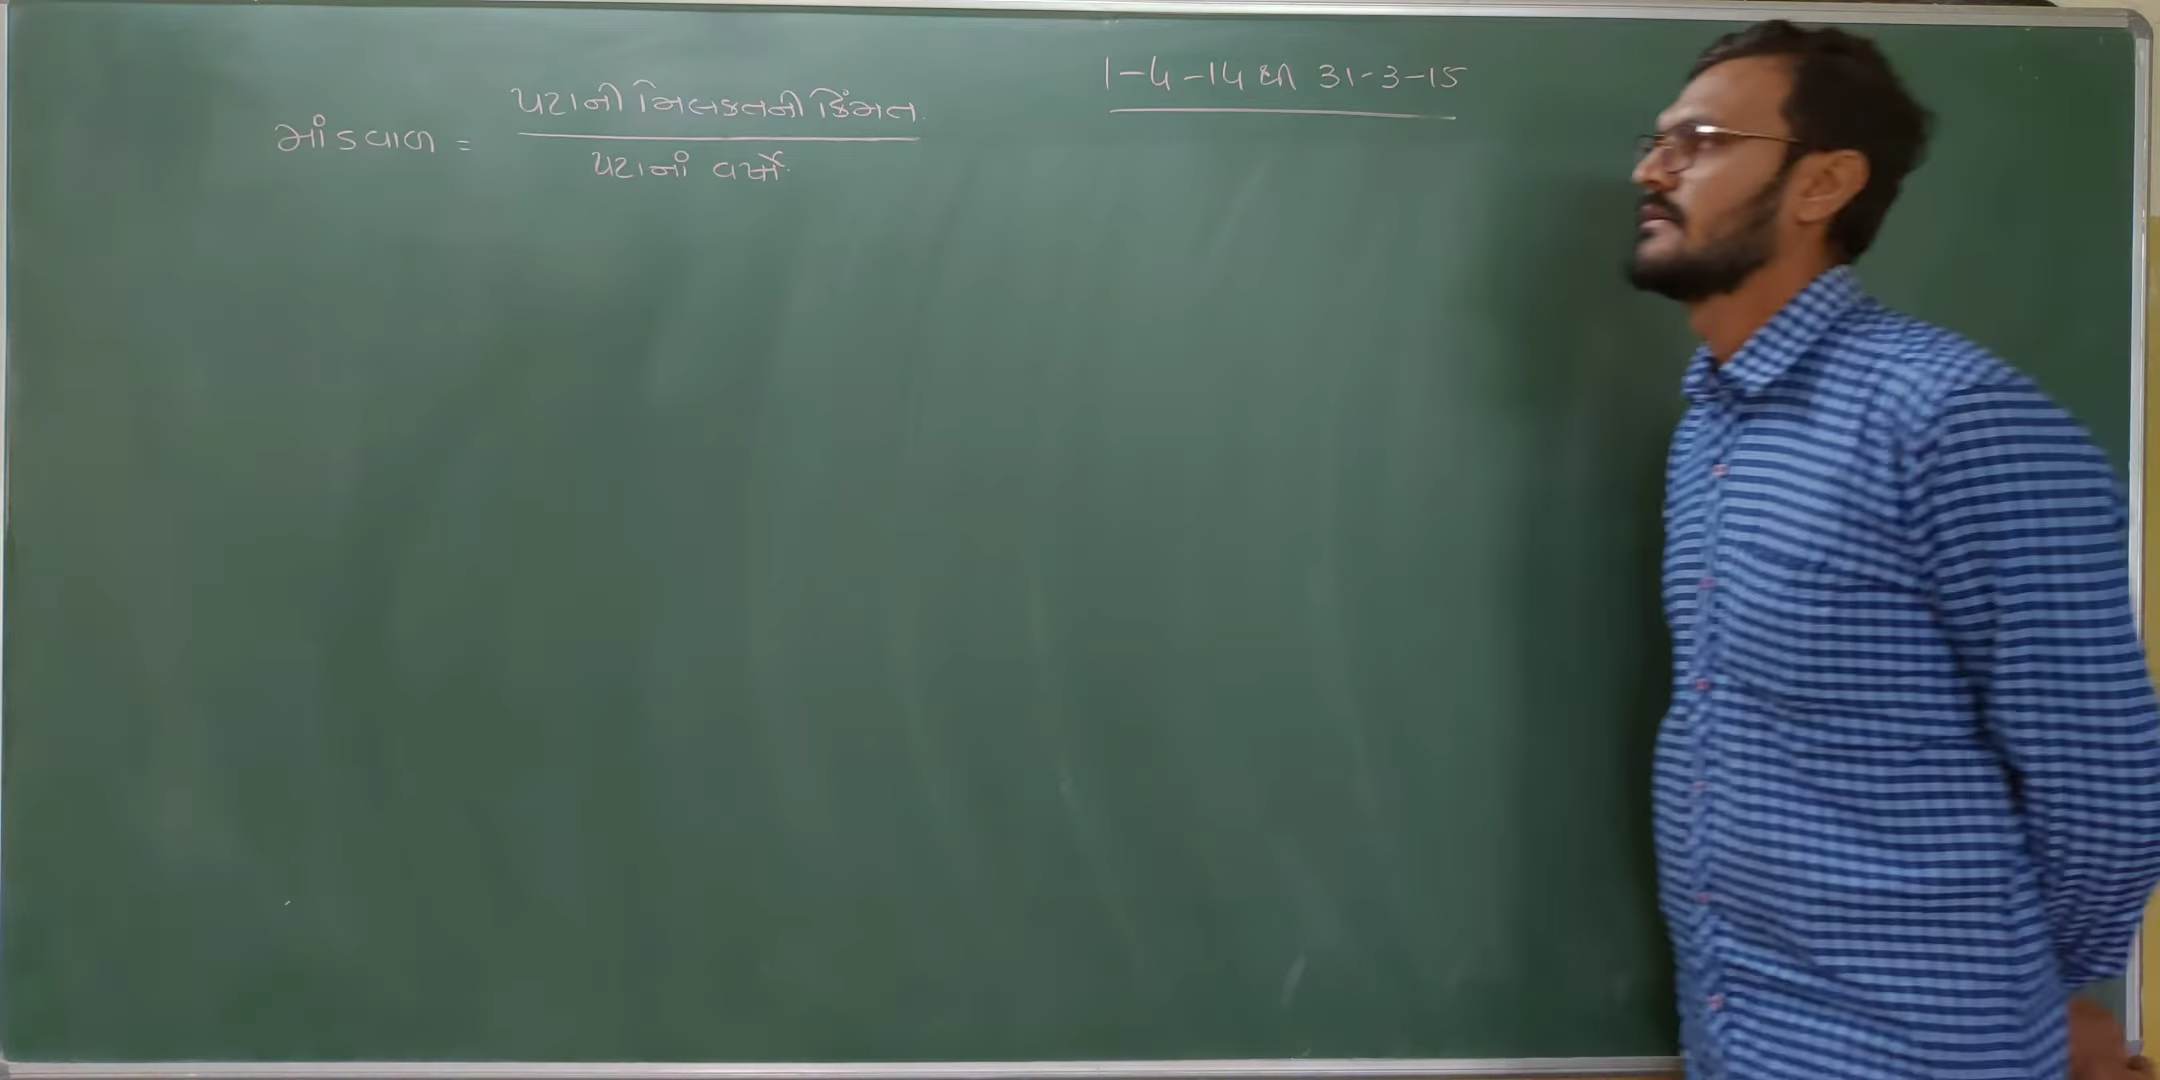 માંડવાળ = પટાની મિલકતની કિંમત / પટાનાં વર્ષો
1-4-14 થી 31-3-15